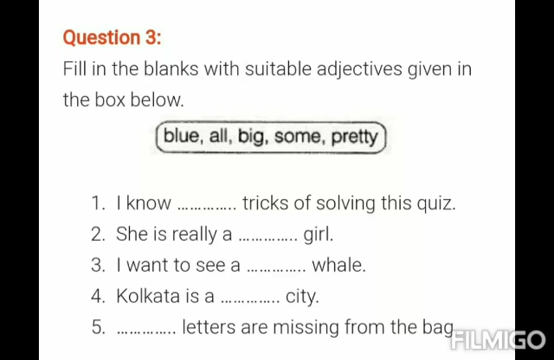 Question 3:
Fill in the blanks with suitable adjectives given in
the box below.
blue, all, big, some, pretty
1. I know ............. tricks of solving this quiz.
2. She is really a ............. girl.
3. I want to see a ............. whale.
4. Kolkata is a ............. city.
5. ............. letters are missing from the bag
FILMIGO